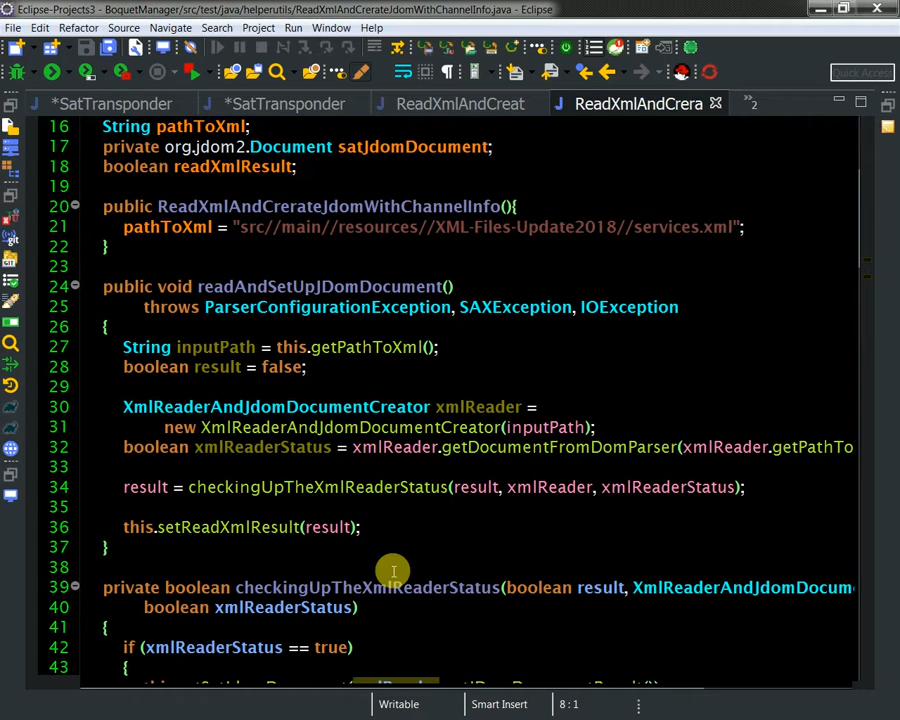 Eclipse-Projects3 - BoquetManager/src/test/java/helperutils/ReadXmlAndCrerateJdomWithChannelInfo.java - Eclipse
File Edit Refactor Source Navigate Search Project Run Window Help
Quick Access
*SatTransponder *SatTransponder ReadXmlAndCreat ReadXmlAndCrera »2
16 String pathToXml;
17 private org.jdom2.Document satJdomDocument;
18 boolean readXmlResult;
19
20 public ReadXmlAndCrerateJdomWithChannelInfo(){
21 pathToXml = "src//main//resources//XML-Files-Update2018//services.xml";
22 }
23
24 public void readAndSetUpJDomDocument()
25 throws ParserConfigurationException, SAXException, IOException
26 {
27 String inputPath = this.getPathToXml();
28 boolean result = false;
29
30 XmlReaderAndJdomDocumentCreator xmlReader =
31 new XmlReaderAndJdomDocumentCreator(inputPath);
32 boolean xmlReaderStatus = xmlReader.getDocumentFromDomParser(xmlReader.getPathTo
33
34 result = checkingUpTheXmlReaderStatus(result, xmlReader, xmlReaderStatus);
35
36 this.setReadXmlResult(result);
37 }
38
39 private boolean checkingUpTheXmlReaderStatus(boolean result, XmlReaderAndJdomDocum
40 boolean xmlReaderStatus)
41 {
42 if (xmlReaderStatus == true)
43 {
Writable Smart Insert 8 : 1